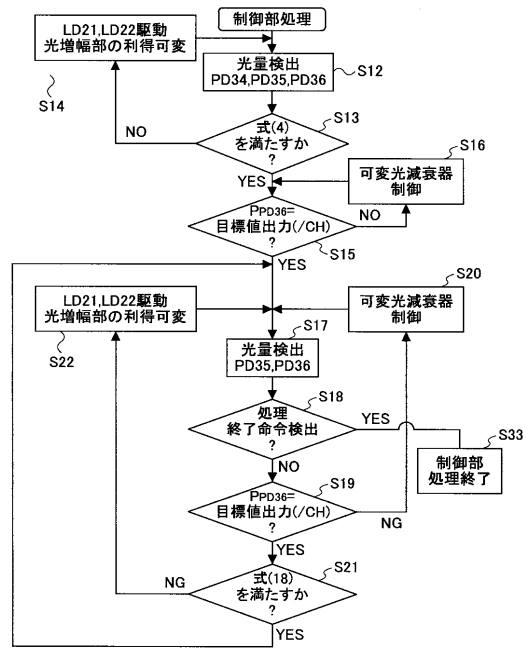 制御部処理
LD21,LD22駆動
光増幅部の利得可変
S14
光量検出
PD34,PD35,PD36
S12
式(4)
を満たすか
?
S13
NO
YES
可変光減衰器
制御
S16
PPD36=
目標値出力(/CH)
?
S15
NO
YES
LD21,LD22駆動
光増幅部の利得可変
S22
可変光減衰器
制御
S20
光量検出
PD35,PD36
S17
処理
終了命令検出
?
S18
YES
NO
制御部
処理終了
S33
PPD36=
目標値出力(/CH)
?
S19
NG
YES
式(18)
を満たすか
?
S21
NG
YES